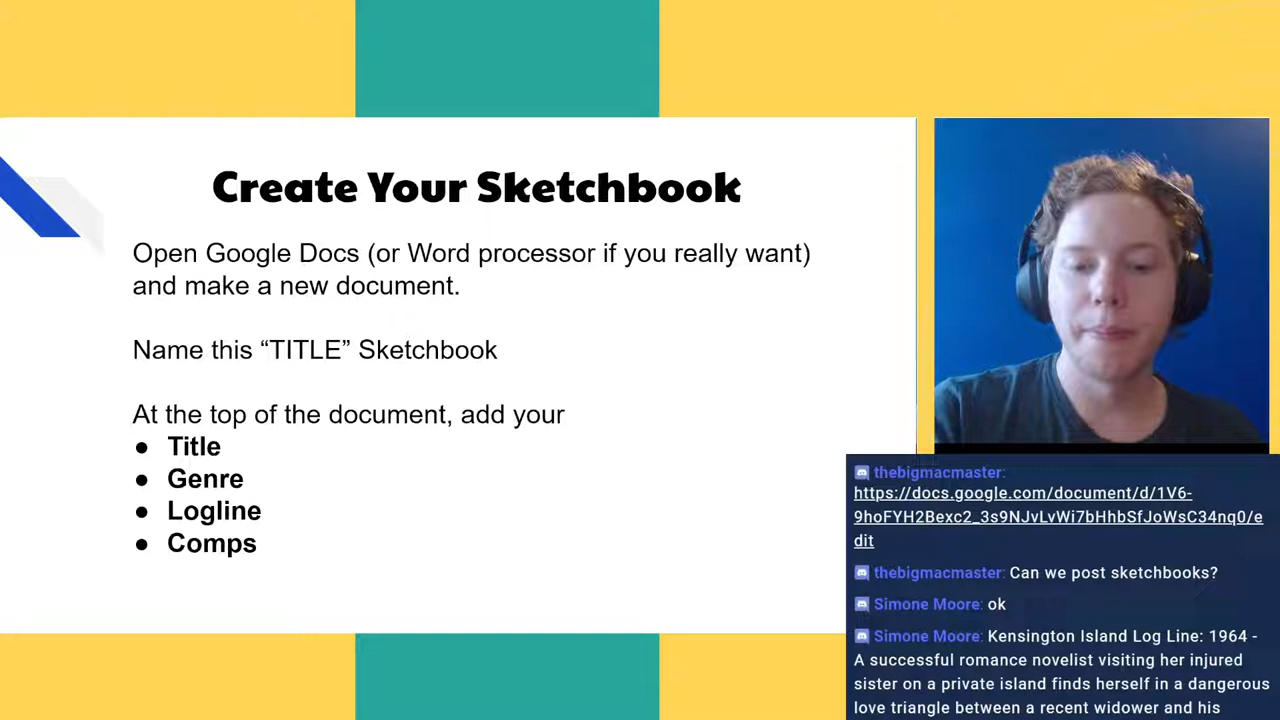 Create Your Sketchbook
Open Google Docs (or Word processor if you really want)
and make a new document.
Name this “TITLE” Sketchbook
At the top of the document, add your
● Title
● Genre
● Logline
● Comps
thebigmacmaster:
https://docs.google.com/document/d/1V6-
9hoFYH2Bexc2_3s9NJvLvWi7bHhbSfJoWsC34nq0/e
dit
thebigmacmaster: Can we post sketchbooks?
Simone Moore: ok
Simone Moore: Kensington Island Log Line: 1964 -
A successful romance novelist visiting her injured
sister on a private island finds herself in a dangerous
love triangle between a recent widower and his